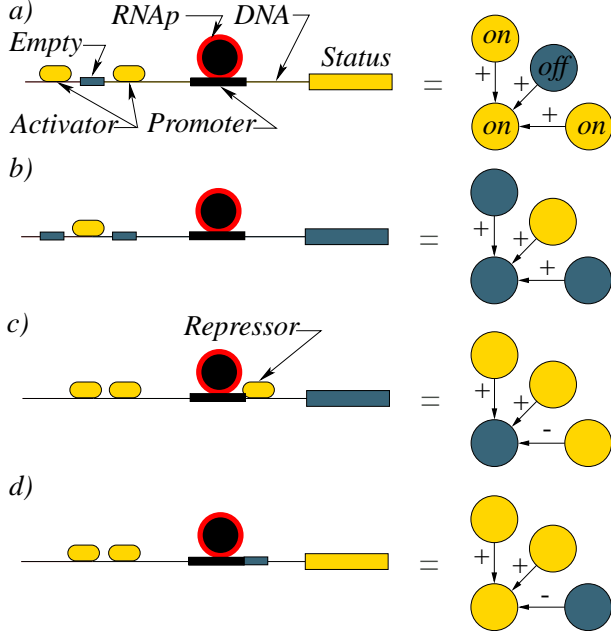 a)
RNAp
DNA
Empty
Status
Activator
Promoter
=
on
off
on
on
+
+
+
b)
=
+
+
+
c)
Repressor
=
+
+
-
d)
=
+
+
-